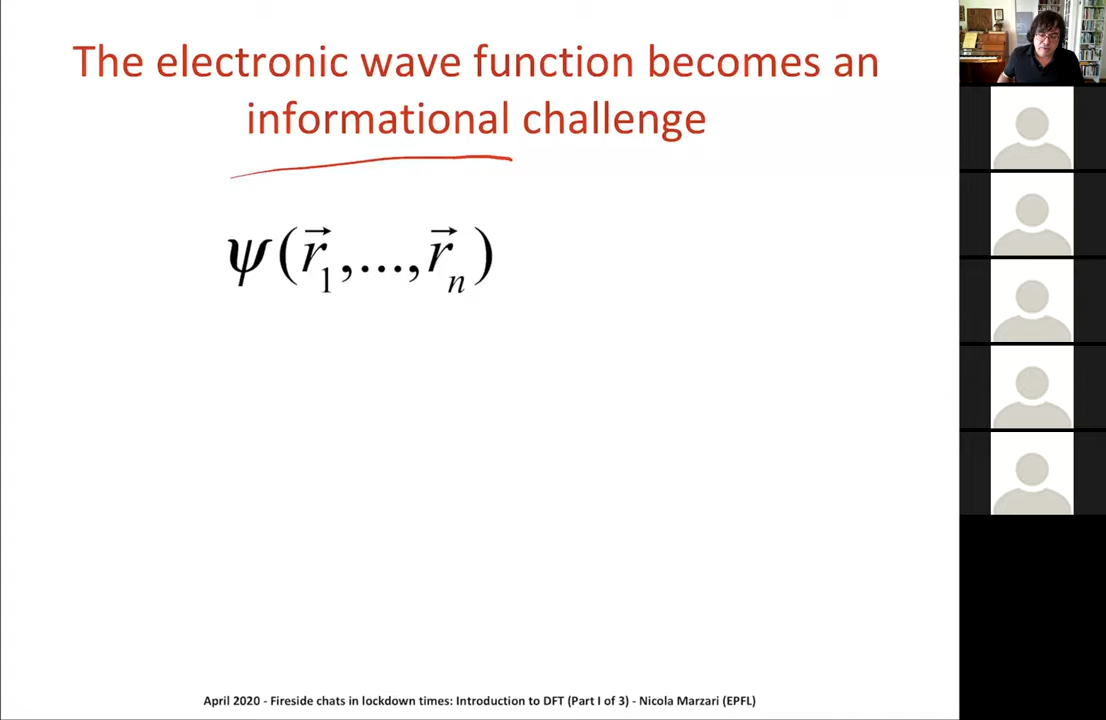 The electronic wave function becomes an
informational challenge
ψ(r⃗₁,...,r⃗ₙ)
April 2020 - Fireside chats in lockdown times: Introduction to DFT (Part I of 3) - Nicola Marzari (EPFL)